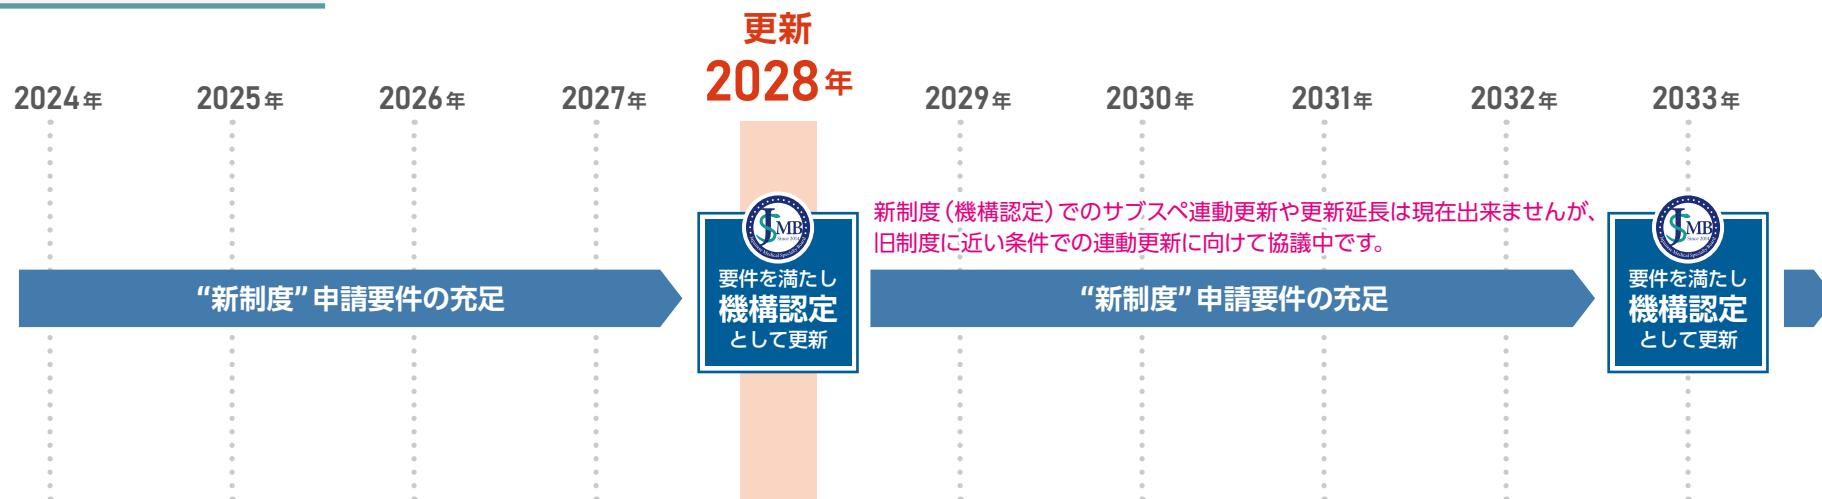 更新
2024年 2025年 2026年 2027年 2028年 2029年 2030年 2031年 2032年 2033年
新制度（機構認定）でのサブスペ連動更新や更新延長は現在出来ませんが、
旧制度に近い条件での連動更新に向けて協議中です。
“新制度”申請要件の充足
JSMB
Since 2014
要件を満たし
機構認定
として更新
“新制度”申請要件の充足
JSMB
Since 2014
要件を満たし
機構認定
として更新